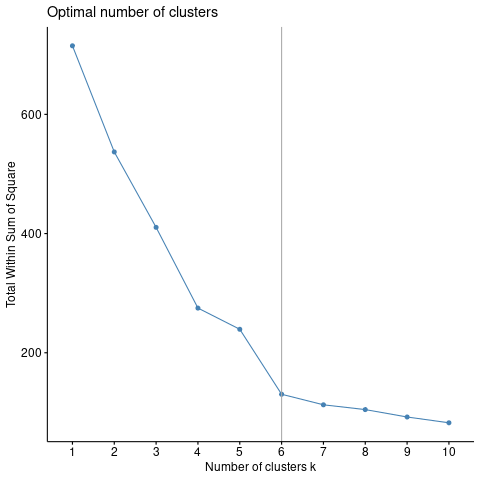 Optimal number of clusters
Total Within Sum of Square
600
400
200
1 2 3 4 5 6 7 8 9 10
Number of clusters k